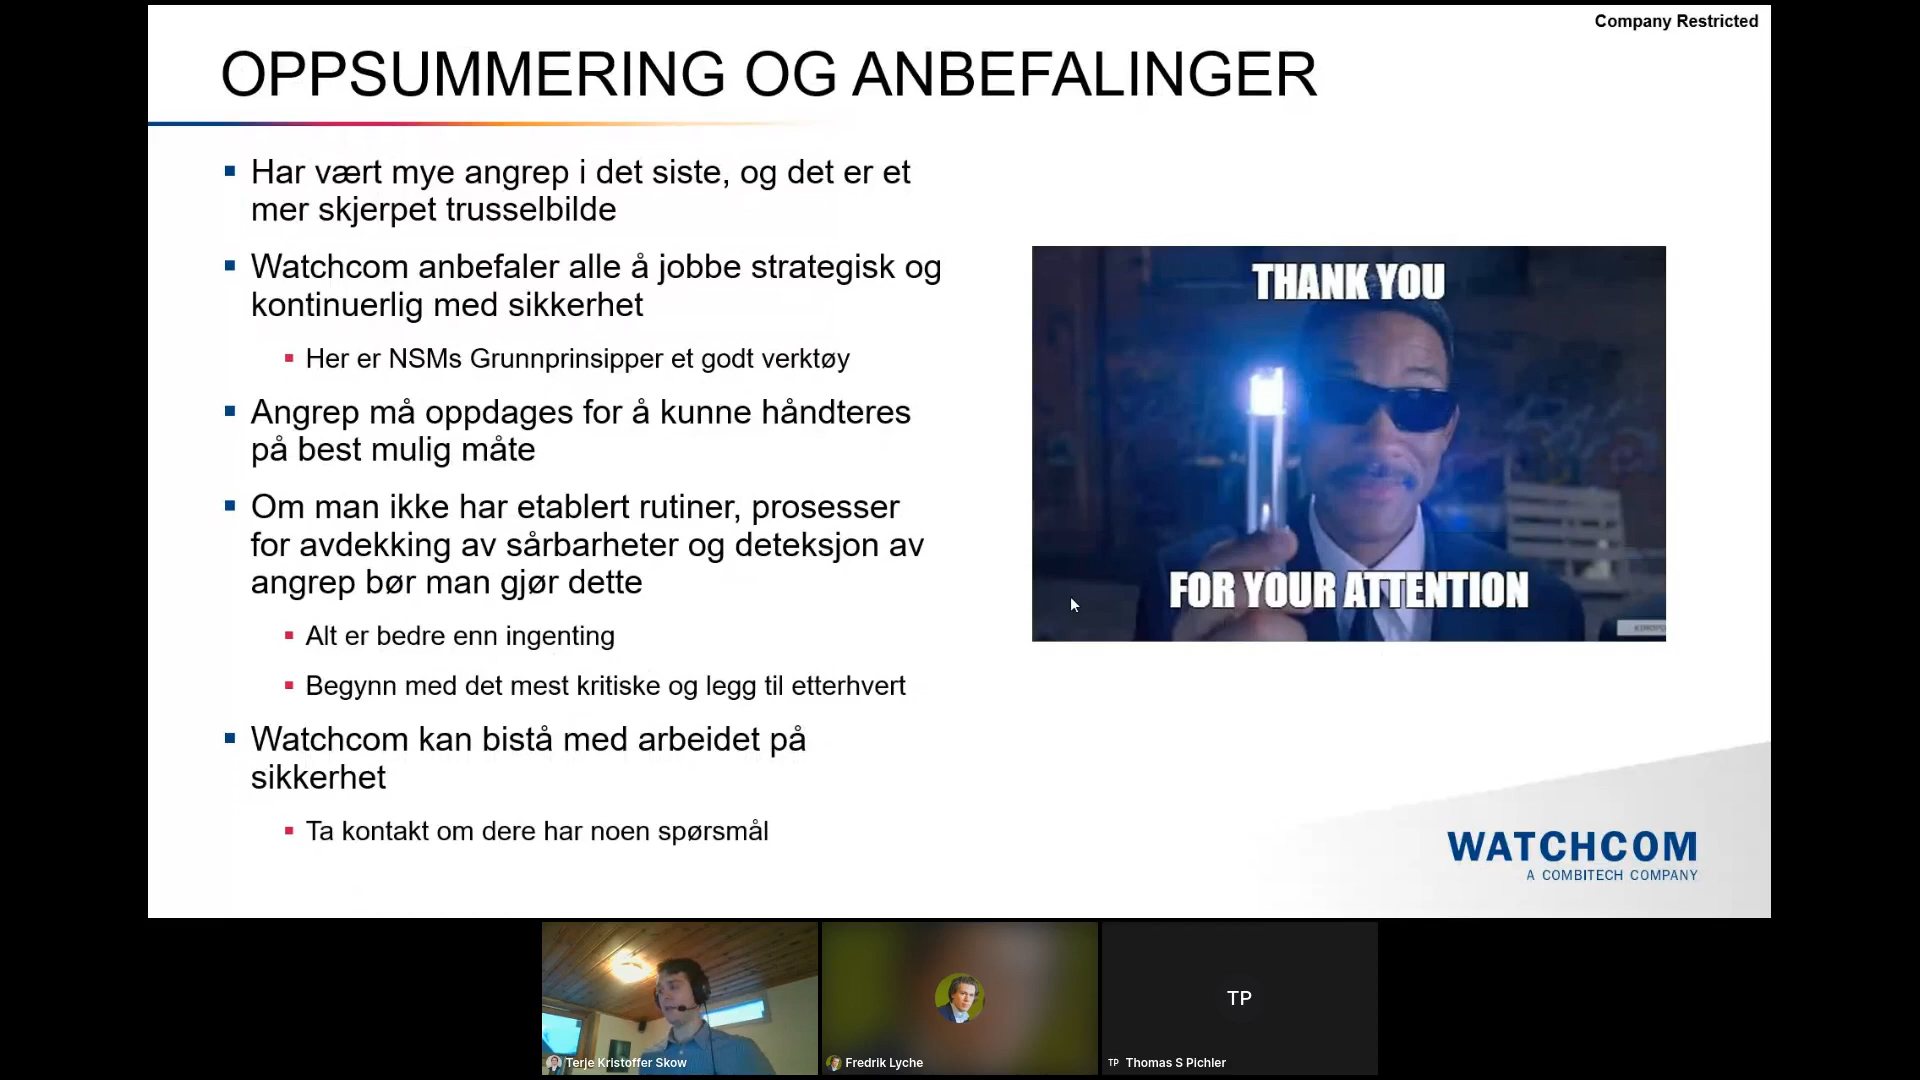 Company Restricted
OPPSUMMERING OG ANBEFALINGER
Har vært mye angrep i det siste, og det er et
mer skjerpet trusselbilde
Watchcom anbefaler alle å jobbe strategisk og
kontinuerlig med sikkerhet
Her er NSMs Grunnprinsipper et godt verktøy
Angrep må oppdages for å kunne håndteres
på best mulig måte
Om man ikke har etablert rutiner, prosesser
for avdekking av sårbarheter og deteksjon av
angrep bør man gjør dette
Alt er bedre enn ingenting
Begynn med det mest kritiske og legg til etterhvert
Watchcom kan bistå med arbeidet på
sikkerhet
Ta kontakt om dere har noen spørsmål
THANK YOU
FOR YOUR ATTENTION
WATCHCOM
A COMBITECH COMPANY
TP
Terje Kristoffer Skow
Fredrik Lyche
TP Thomas S Pichler